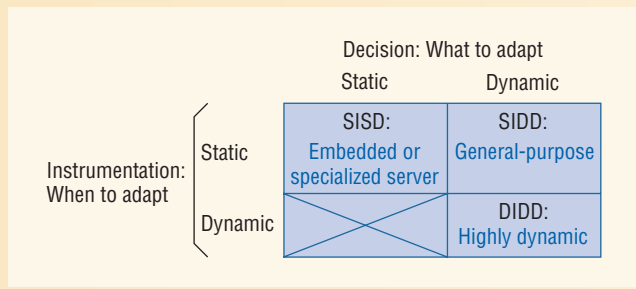 Decision: What to adapt
Static
Dynamic
Instrumentation:
When to adapt
Static
SISD:
Embedded or
specialized server
SIDD:
General-purpose
Dynamic
DIDD:
Highly dynamic